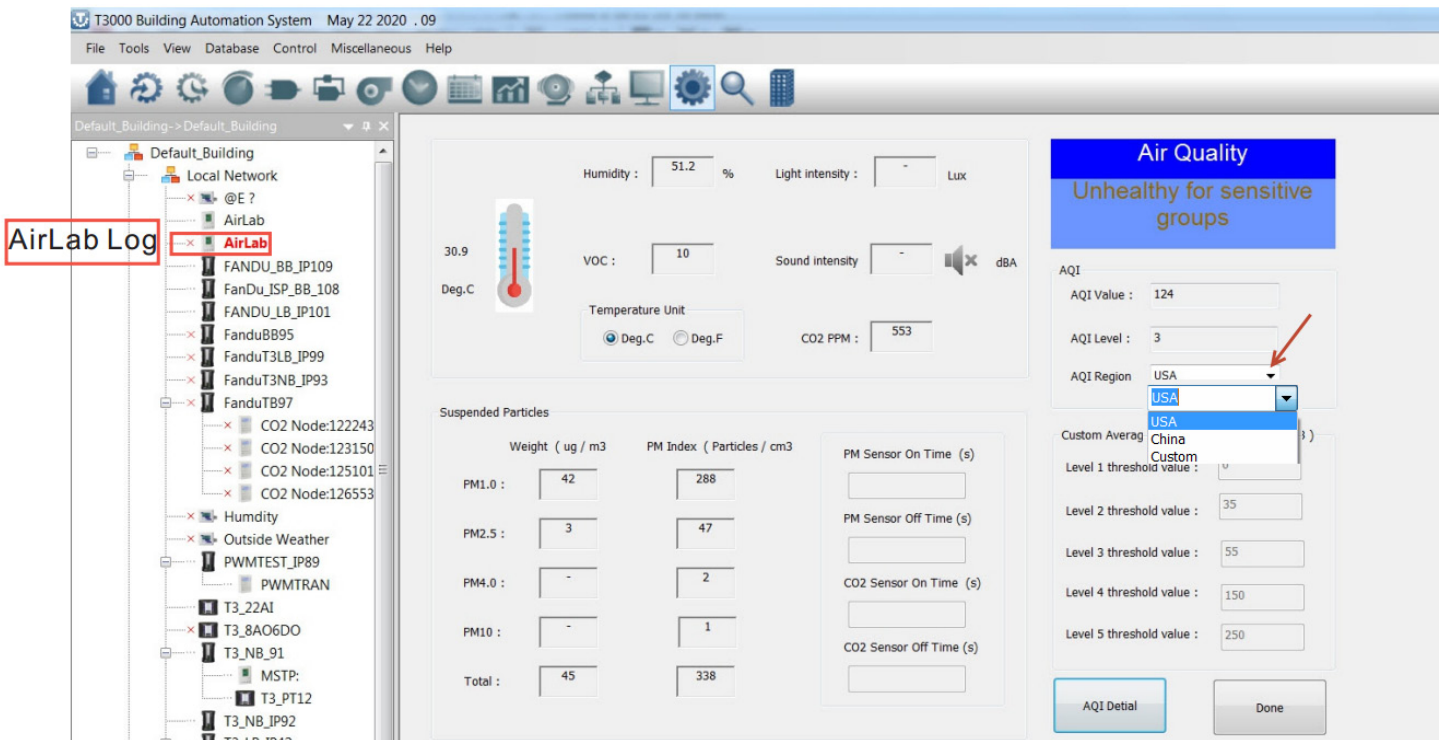 T3000 Building Automation System May 22 2020 . 09
File Tools View Database Control Miscellaneous Help
Default_Building->Default_Building
Default_Building
Local Network
@E ?
AirLab
AirLab Log
AirLab
FANDU_BB_IP109
FanDu_ISP_BB_108
FANDU_LB_IP101
FanduBB95
FanduT3LB_IP99
FanduT3NB_IP93
FanduTB97
CO2 Node:122243
CO2 Node:123150
CO2 Node:125101
CO2 Node:126553
Humdity
Outside Weather
PWMTEST_IP89
PWMTRAN
T3_22AI
T3_8AO6DO
T3_NB_91
MSTP:
T3_PT12
T3_NB_IP92
Humidity : 51.2 %
Light intensity : - Lux
30.9
Deg.C
VOC : 10
Sound intensity - dBA
Temperature Unit
Deg.C Deg.F
CO2 PPM : 553
Suspended Particles
Weight ( ug / m3 PM Index ( Particles / cm3
PM1.0 : 42 288
PM2.5 : 3 47
PM4.0 : - 2
PM10 : - 1
Total : 45 338
PM Sensor On Time (s)
PM Sensor Off Time (s)
CO2 Sensor On Time (s)
CO2 Sensor Off Time (s)
Air Quality
Unhealthy for sensitive
groups
AQI
AQI Value : 124
AQI Level : 3
AQI Region USA
USA
USA
China
Custom
Custom Averag
Level 1 threshold value :
Level 2 threshold value : 35
Level 3 threshold value : 55
Level 4 threshold value : 150
Level 5 threshold value : 250
AQI Detial
Done